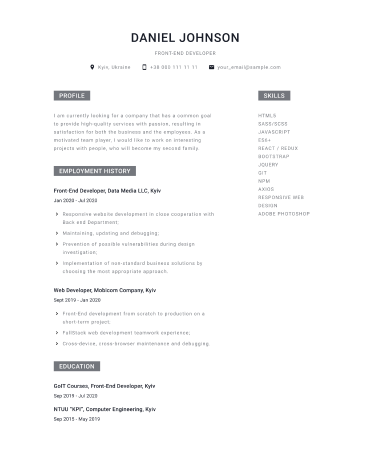 DANIEL JOHNSON
FRONT-END DEVELOPER
Kyiv, Ukraine +38 093 111 11 11 your_email@example.com
PROFILE
I am currently looking for a company that has a common goal
to provide high-quality services with passion, resulting in
satisfaction for both the business and the employees. As a
motivated team player, I would like to work on interesting
projects with people, who will become my second family.
EMPLOYMENT HISTORY
Front-End Developer, Data Media LLC, Kyiv
Jan 2020 - Jul 2023
Responsive website development in close cooperation with
Back-end Department;
Maintaining, updating and debugging;
Prevention of possible vulnerabilities during design
investigation;
Implementation of non-standard business solutions by
choosing the most appropriate approach.
Web Developer, Mobicom Company, Kyiv
Sept 2019 - Jan 2020
Front-End development from scratch to production on a
short-term project.
FullStack web development teamwork experience;
Cross-device, cross-browser maintenance and debugging.
EDUCATION
GoIT Courses, Front-End Developer, Kyiv
Sep 2019 - Jul 2020
NTUU "KPI", Computer Engineering, Kyiv
Sep 2015 - May 2019
SKILLS
HTML5
SASS/SCSS
JAVASCRIPT
ES6+
REACT / REDUX
BOOTSTRAP
JQUERY
GIT
NPM
AXIOS
RESPONSIVE WEB
DESIGN
ADOBE PHOTOSHOP